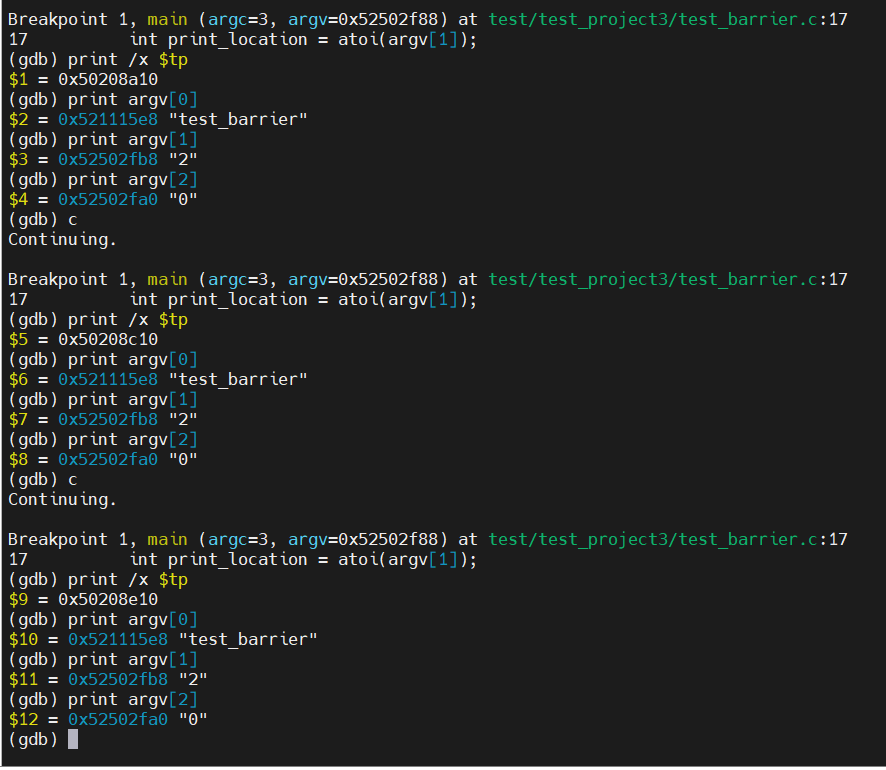 Breakpoint 1, main (argc=3, argv=0x52502f88) at test/test_project3/test_barrier.c:17
17          int print_location = atoi(argv[1]);
(gdb) print /x $tp
$1 = 0x50208a10
(gdb) print argv[0]
$2 = 0x521115e8 "test_barrier"
(gdb) print argv[1]
$3 = 0x52502fb8 "2"
(gdb) print argv[2]
$4 = 0x52502fa0 "0"
(gdb) c
Continuing.

Breakpoint 1, main (argc=3, argv=0x52502f88) at test/test_project3/test_barrier.c:17
17          int print_location = atoi(argv[1]);
(gdb) print /x $tp
$5 = 0x50208c10
(gdb) print argv[0]
$6 = 0x521115e8 "test_barrier"
(gdb) print argv[1]
$7 = 0x52502fb8 "2"
(gdb) print argv[2]
$8 = 0x52502fa0 "0"
(gdb) c
Continuing.

Breakpoint 1, main (argc=3, argv=0x52502f88) at test/test_project3/test_barrier.c:17
17          int print_location = atoi(argv[1]);
(gdb) print /x $tp
$9 = 0x50208e10
(gdb) print argv[0]
$10 = 0x521115e8 "test_barrier"
(gdb) print argv[1]
$11 = 0x52502fb8 "2"
(gdb) print argv[2]
$12 = 0x52502fa0 "0"
(gdb)